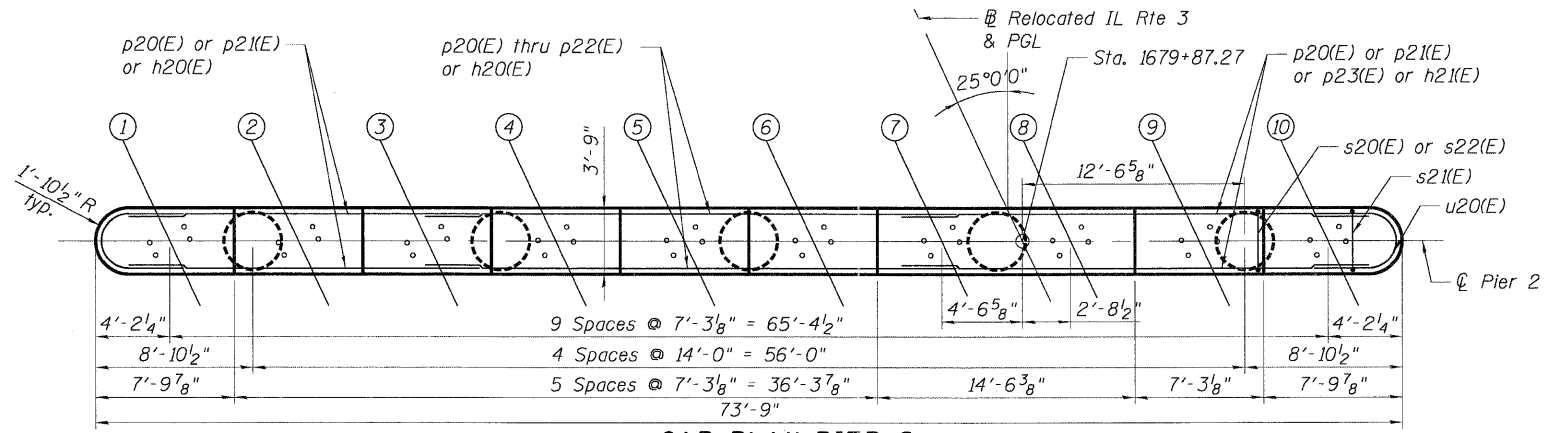 ℄ Relocated IL Rte 3
& PGL
p20(E) or p21(E)
or h20(E)
p20(E) thru p22(E)
or h20(E)
Sta. 1679+87.27
p20(E) or p21(E)
or p23(E) or h21(E)
25°0'0"
1
2
3
4
5
6
7
8
9
10
3'-9"
s20(E) or s22(E)
12'-6⅝"
s21(E)
1'-10½" R
typ.
u20(E)
℄ Pier 2
4'-2¼"
9 Spaces @ 7'-3⅛" = 65'-4½"
4'-6⅝"
2'-8½"
4'-2¼"
8'-10½"
4 Spaces @ 14'-0" = 56'-0"
8'-10½"
7'-9⅞"
5 Spaces @ 7'-3⅛" = 36'-3⅞"
14'-6⅜"
7'-3⅛"
7'-9⅞"
73'-9"